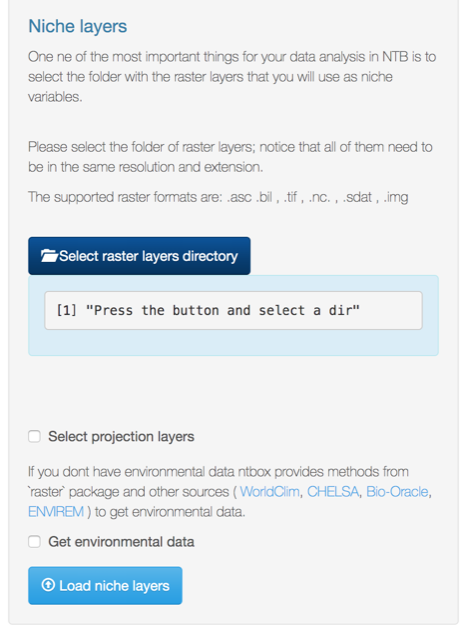 Niche layers
One ne of the most important things for your data analysis in NTB is to
select the folder with the raster layers that you will use as niche
variables.
Please select the folder of raster layers; notice that all of them need to
be in the same resolution and extension.
The supported raster formats are: .asc .bil , .tif , .nc. , .sdat , .img
Select raster layers directory
[1] "Press the button and select a dir"
Select projection layers
If you dont have environmental data ntbox provides methods from
`raster` package and other sources ( WorldClim, CHELSA, Bio-Oracle,
ENVIREM ) to get environmental data.
Get environmental data
Load niche layers